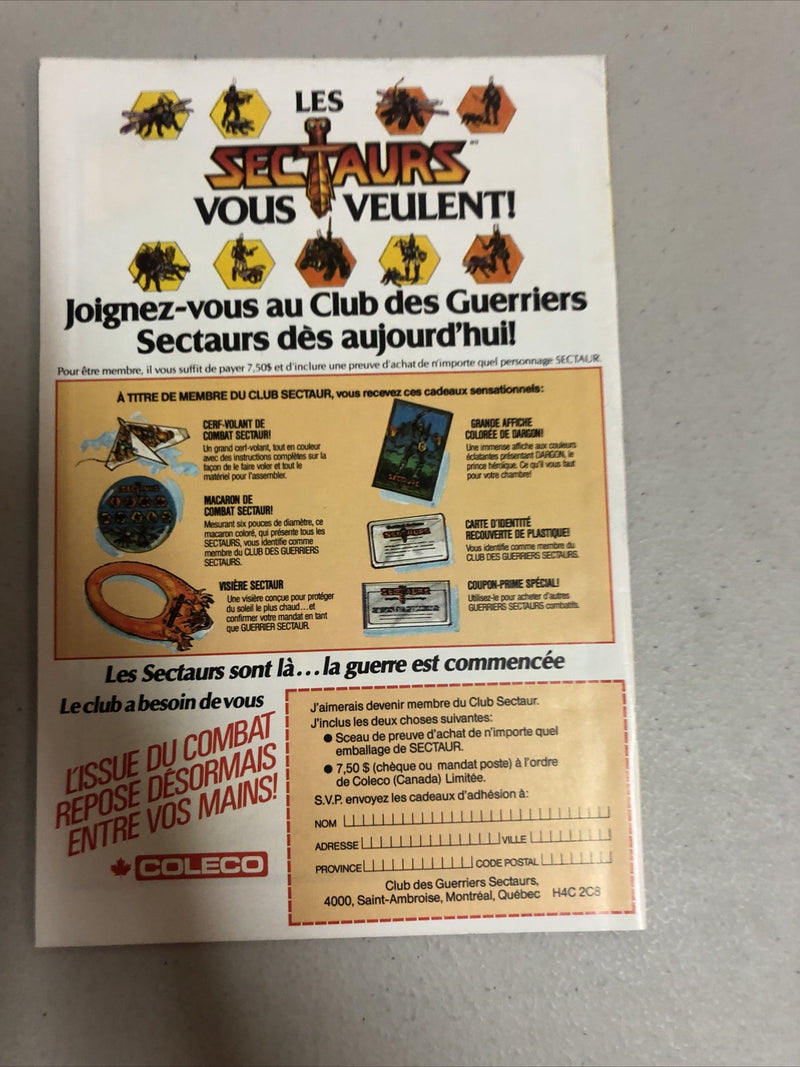 LES
SECTAURS
VOUS VEULENT!
Joignez-vous au Club des Guerriers
Sectaurs dès aujourd'hui!
Pour être membre, il vous suffit de payer 7,50$ et d'inclure une preuve d'achat de n'importe quel personnage SECTAUR.
À TITRE DE MEMBRE DU CLUB SECTAUR, vous recevez ces cadeaux sensationnels:
CERF-VOLANT DE
COMBAT SECTAUR!
Un grand cerf-volant, tout en couleur
avec des instructions complètes sur la
façon de le faire voler et tout le
matériel pour l'assembler.
MACARON DE
COMBAT SECTAUR!
Mesurant six pouces de diamètre, ce
macaron coloré, qui présente tous les
SECTAURS, vous identifie comme
membre du CLUB DES GUERRIERS
SECTAURS.
VISIÈRE SECTAUR
Une visière conçue pour protéger
du soleil le plus chaud...et
confirmer votre mandat en tant
que GUERRIER SECTAUR.
GRANDE AFFICHE
COLORÉE DE DARGON!
Une immense affiche aux couleurs
éclatantes présentant DARGON, le
prince héroïque. Ce qu'il vous faut
pour votre chambre!
SECTAURS
CARTE D'IDENTITÉ
RECOUVERTE DE PLASTIQUE!
Vous identifie comme membre du
CLUB DES GUERRIERS SECTAURS.
SECTAURS
COUPON-PRIME SPÉCIAL!
Utilisez-le pour acheter d'autres
GUERRIERS SECTAURS combatifs.
SECTAURS
Les Sectaurs sont là...la guerre est commencée
Le club a besoin de vous
L'ISSUE DU COMBAT
REPOSE DÉSORMAIS
ENTRE VOS MAINS!
COLECO
J'aimerais devenir membre du Club Sectaur.
J'inclus les deux choses suivantes:
● Sceau de preuve d'achat de n'importe quel
emballage de SECTAUR.
● 7,50 $ (chèque ou mandat poste) à l'ordre
de Coleco (Canada) Limitée.
S.V.P. envoyez les cadeaux d'adhésion à:
NOM
ADRESSE VILLE
PROVINCE CODE POSTAL
Club des Guerriers Sectaurs,
4000, Saint-Ambroise, Montréal, Québec H4C 2C8